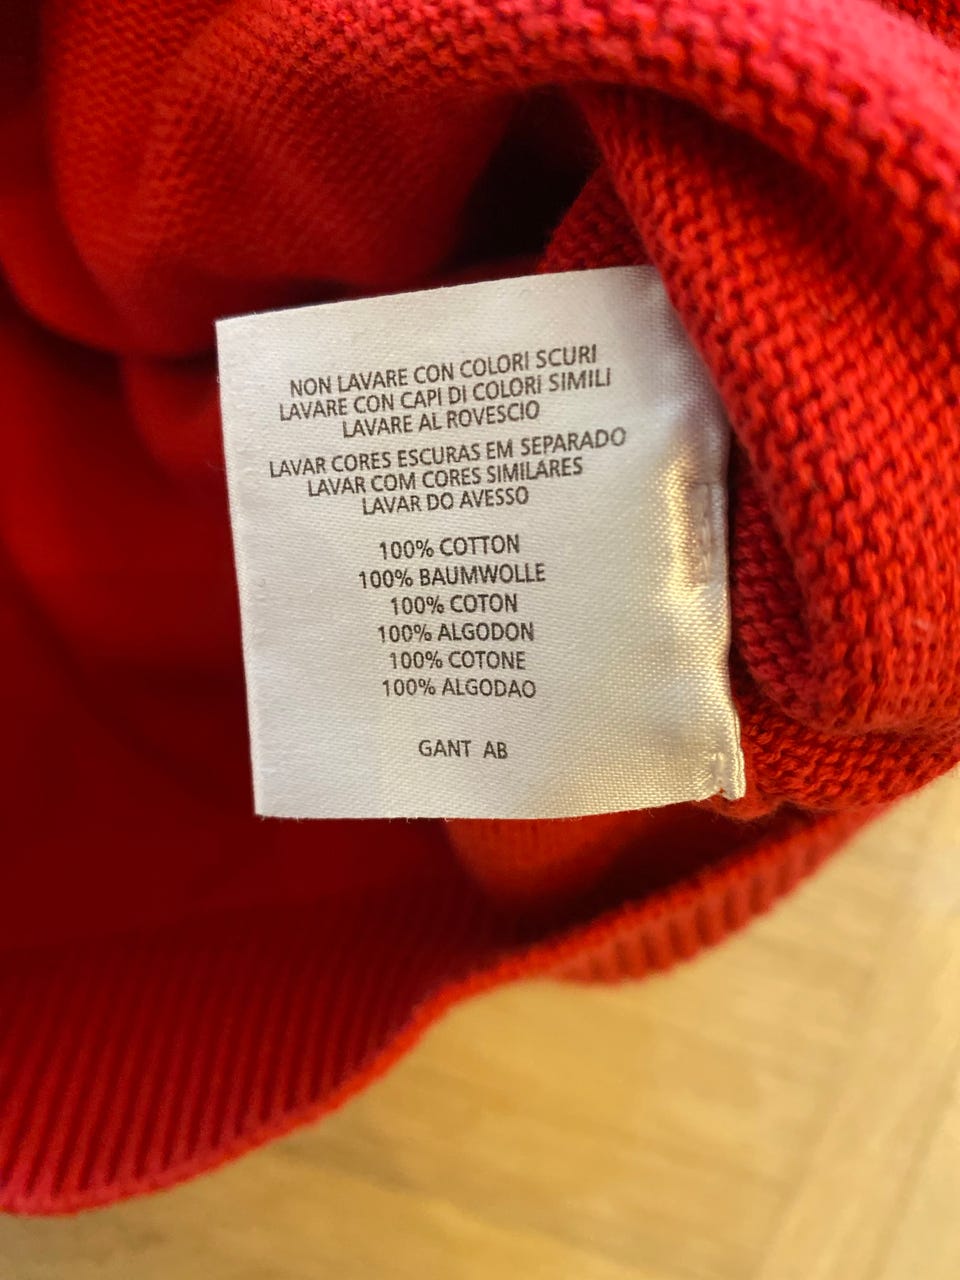 NON LAVARE CON COLORI SCURI
LAVARE CON CAPI DI COLORI SIMILI
LAVARE AL ROVESCIO
LAVAR CORES ESCURAS EM SEPARADO
LAVAR COM CORES SIMILARES
LAVAR DO AVESSO
100% COTTON
100% BAUMWOLLE
100% COTON
100% ALGODON
100% COTONE
100% ALGODAO
GANT AB